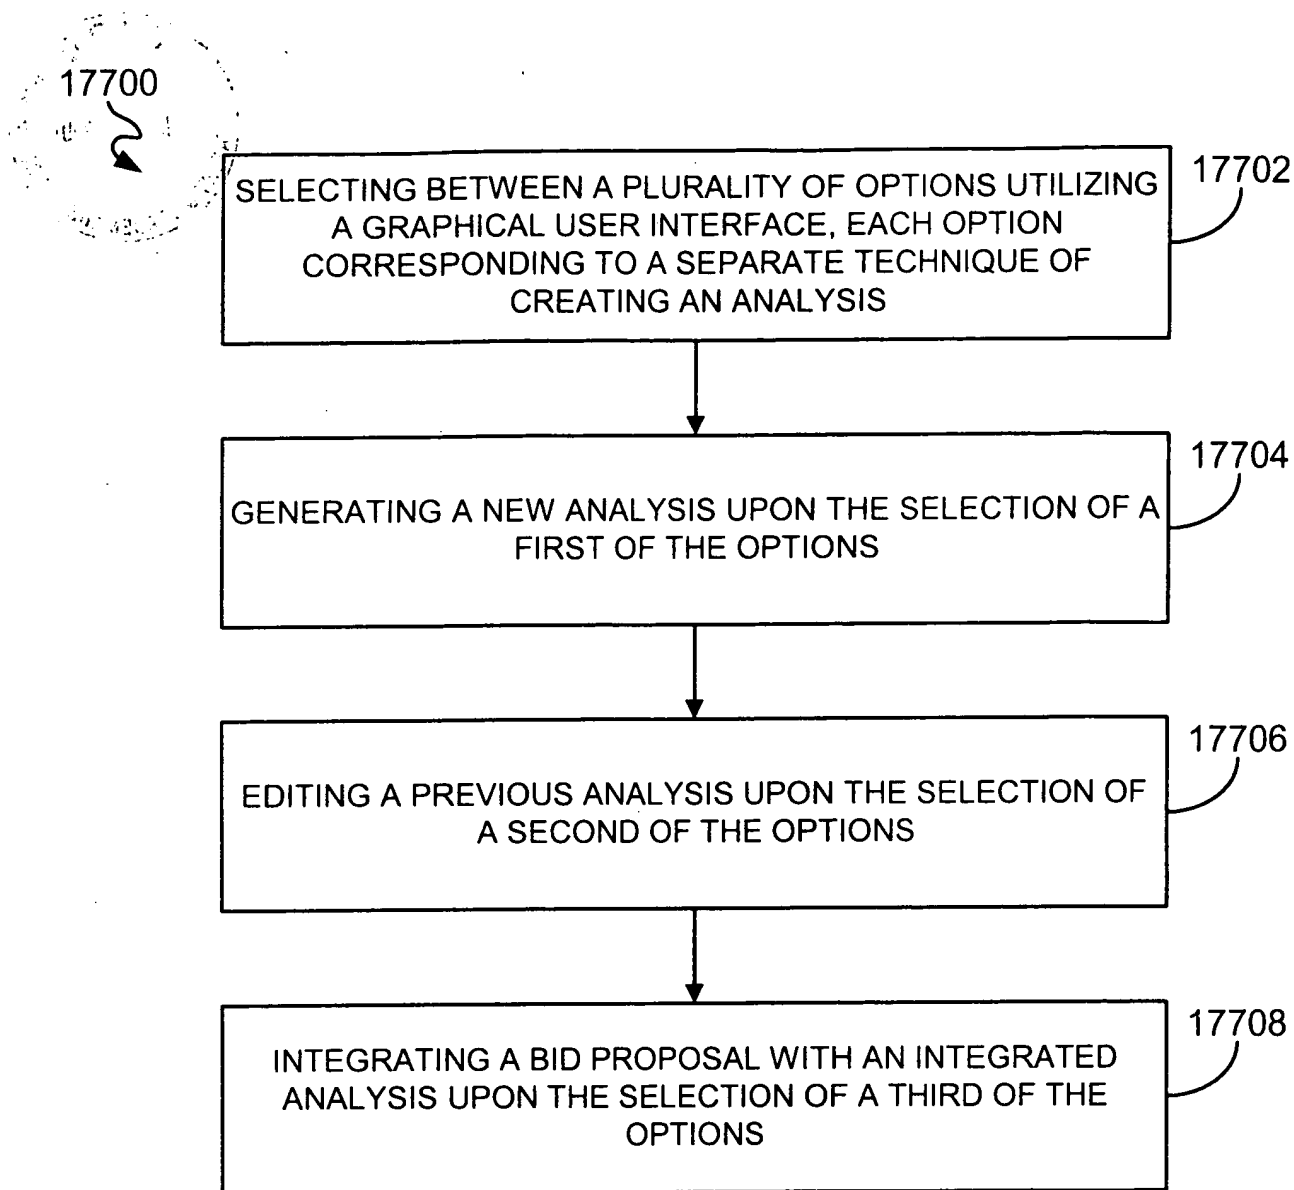 17700
17702
SELECTING BETWEEN A PLURALITY OF OPTIONS UTILIZING
A GRAPHICAL USER INTERFACE, EACH OPTION
CORRESPONDING TO A SEPARATE TECHNIQUE OF
CREATING AN ANALYSIS
17704
GENERATING A NEW ANALYSIS UPON THE SELECTION OF A
FIRST OF THE OPTIONS
17706
EDITING A PREVIOUS ANALYSIS UPON THE SELECTION OF
A SECOND OF THE OPTIONS
17708
INTEGRATING A BID PROPOSAL WITH AN INTEGRATED
ANALYSIS UPON THE SELECTION OF A THIRD OF THE
OPTIONS